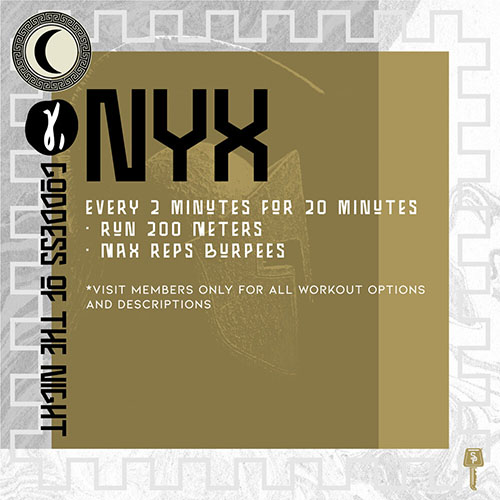 NYX
γ.
GODDESS OF THE NIGHT
EVERY 2 MINUTES FOR 20 MINUTES
· RUN 200 METERS
· MAX REPS BURPEES
*VISIT MEMBERS ONLY FOR ALL WORKOUT OPTIONS
AND DESCRIPTIONS